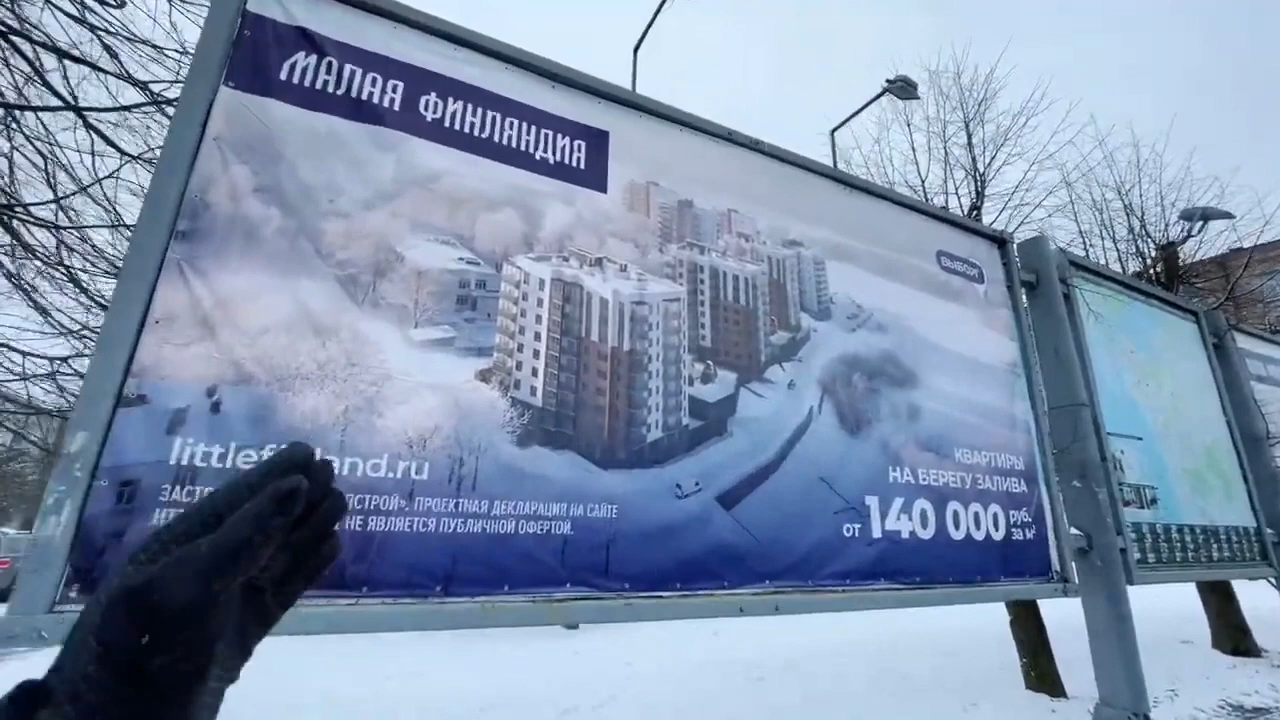 МАЛАЯ ФИНЛЯНДИЯ
ВЫБОРГ
КВАРТИРЫ
НА БЕРЕГУ ЗАЛИВА
от 140 000 руб. за м²
ПРОЕКТНАЯ ДЕКЛАРАЦИЯ НА САЙТЕ
НЕ ЯВЛЯЕТСЯ ПУБЛИЧНОЙ ОФЕРТОЙ.